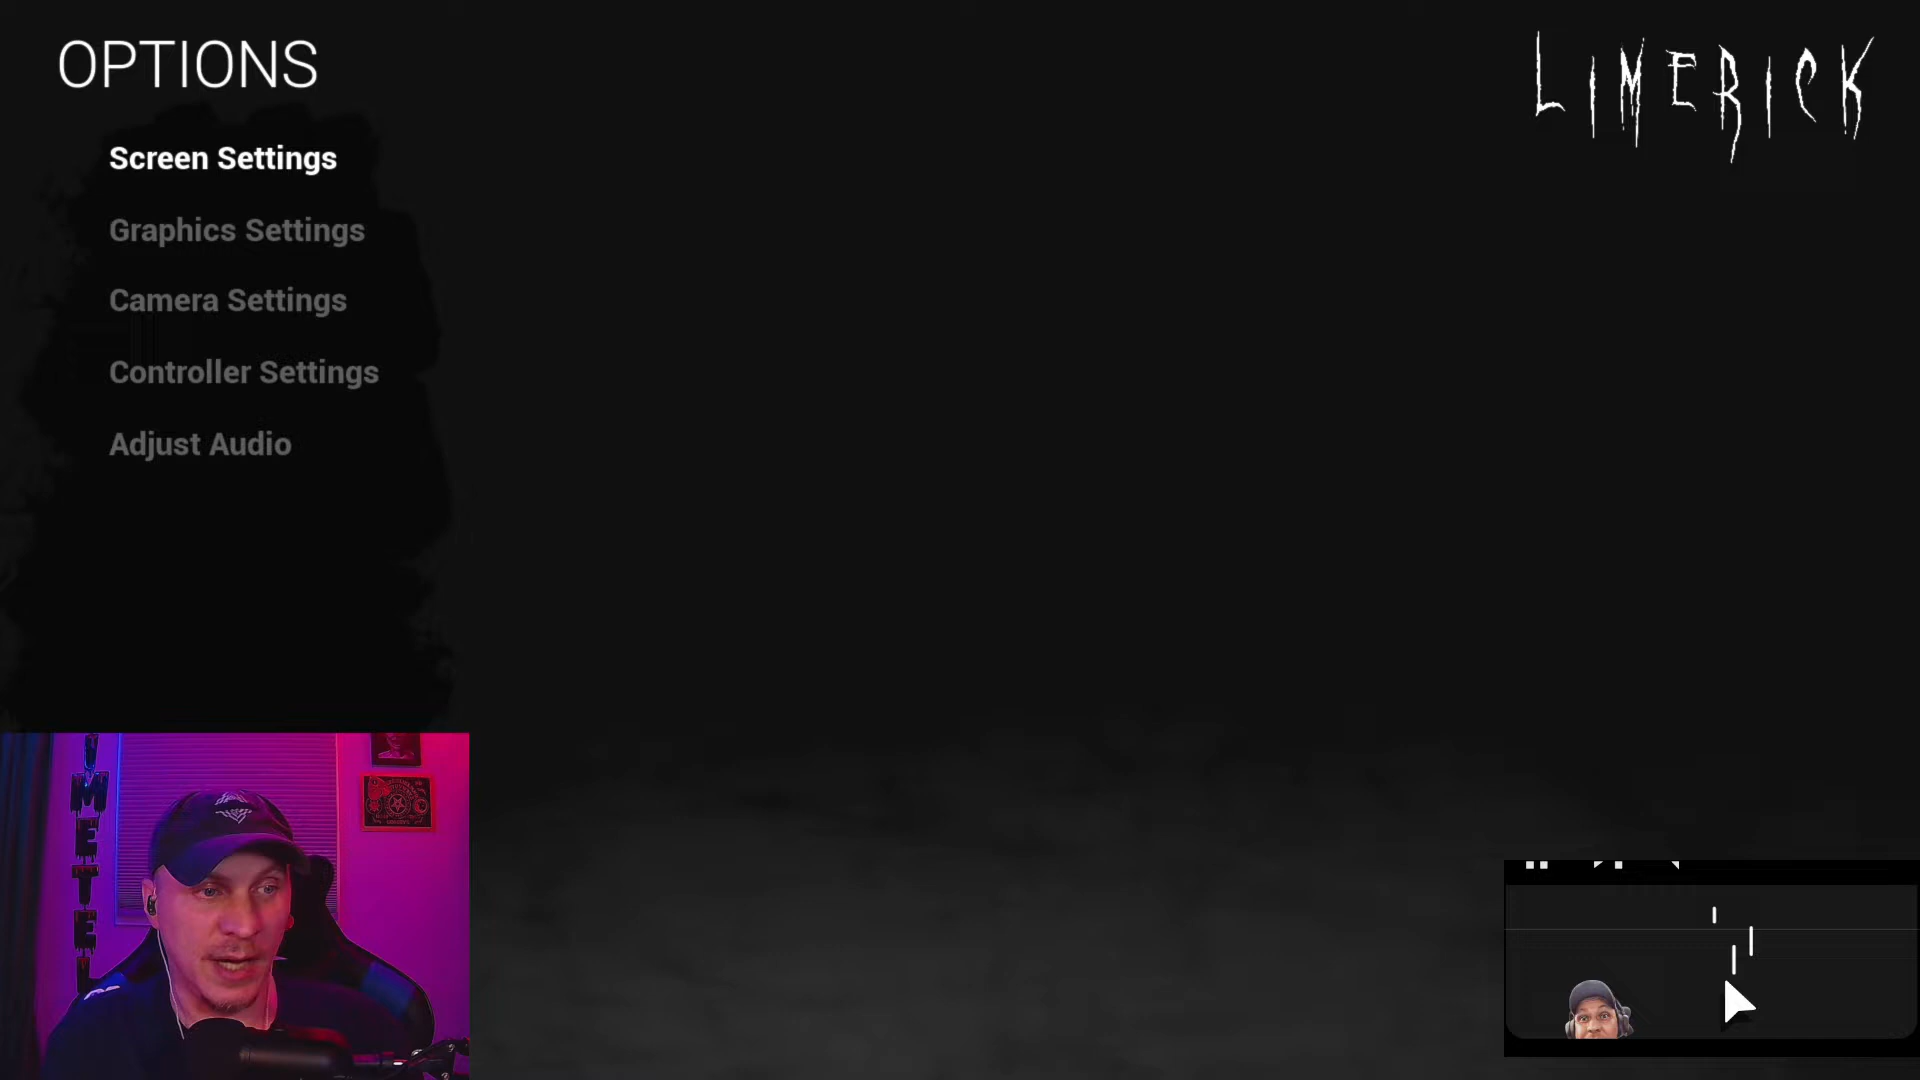 OPTIONS
LIMERICK
Screen Settings
Graphics Settings
Camera Settings
Controller Settings
Adjust Audio